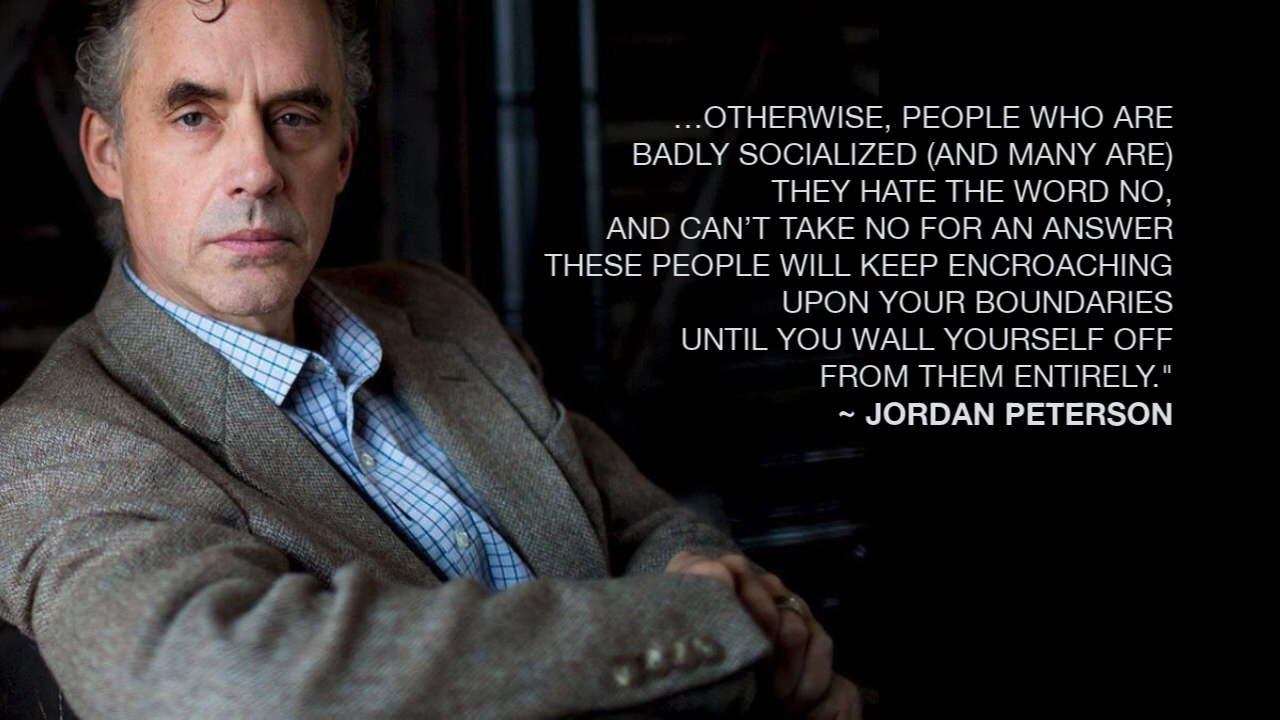 …OTHERWISE, PEOPLE WHO ARE
BADLY SOCIALIZED (AND MANY ARE)
THEY HATE THE WORD NO,
AND CAN’T TAKE NO FOR AN ANSWER
THESE PEOPLE WILL KEEP ENCROACHING
UPON YOUR BOUNDARIES
UNTIL YOU WALL YOURSELF OFF
FROM THEM ENTIRELY."
~ JORDAN PETERSON